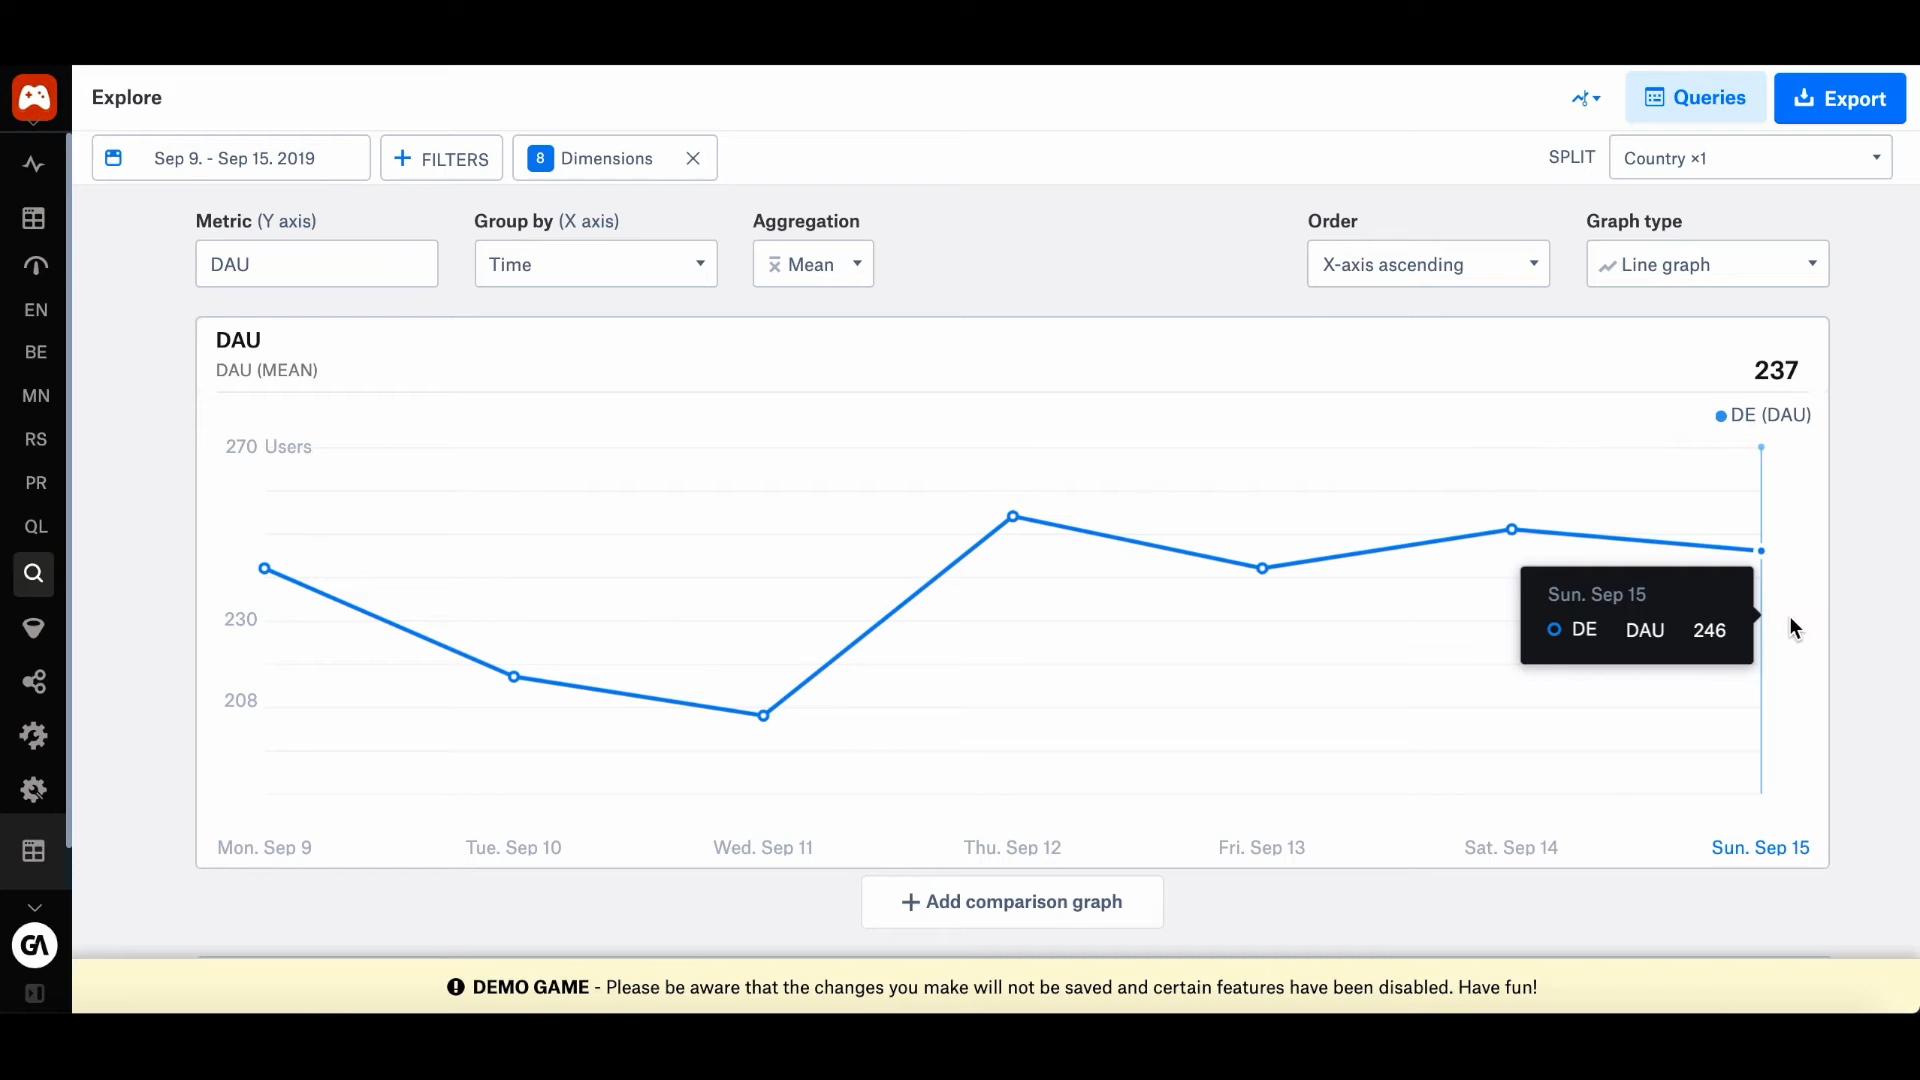 Explore
Queries
Export
Sep 9. - Sep 15. 2019
+ FILTERS
8 Dimensions
SPLIT
Country ×1
Metric (Y axis)
Group by (X axis)
Aggregation
Order
Graph type
DAU
Time
Mean
X-axis ascending
Line graph
EN
BE
MN
RS
PR
QL
GA
DAU
DAU (MEAN)
237
DE (DAU)
270 Users
230
208
Sun. Sep 15
DE DAU 246
Mon. Sep 9
Tue. Sep 10
Wed. Sep 11
Thu. Sep 12
Fri. Sep 13
Sat. Sep 14
Sun. Sep 15
+ Add comparison graph
DEMO GAME - Please be aware that the changes you make will not be saved and certain features have been disabled. Have fun!